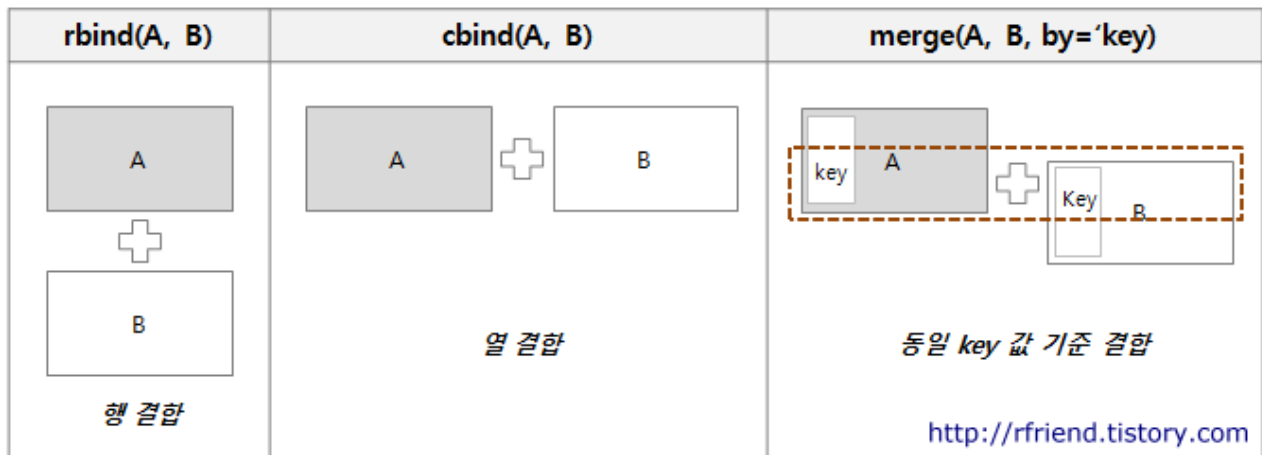 rbind(A, B)
cbind(A, B)
merge(A, B, by=‘key)
A
B
행 결합
A
B
열 결합
key
A
Key
B
동일 key 값 기준 결합
http://rfriend.tistory.com